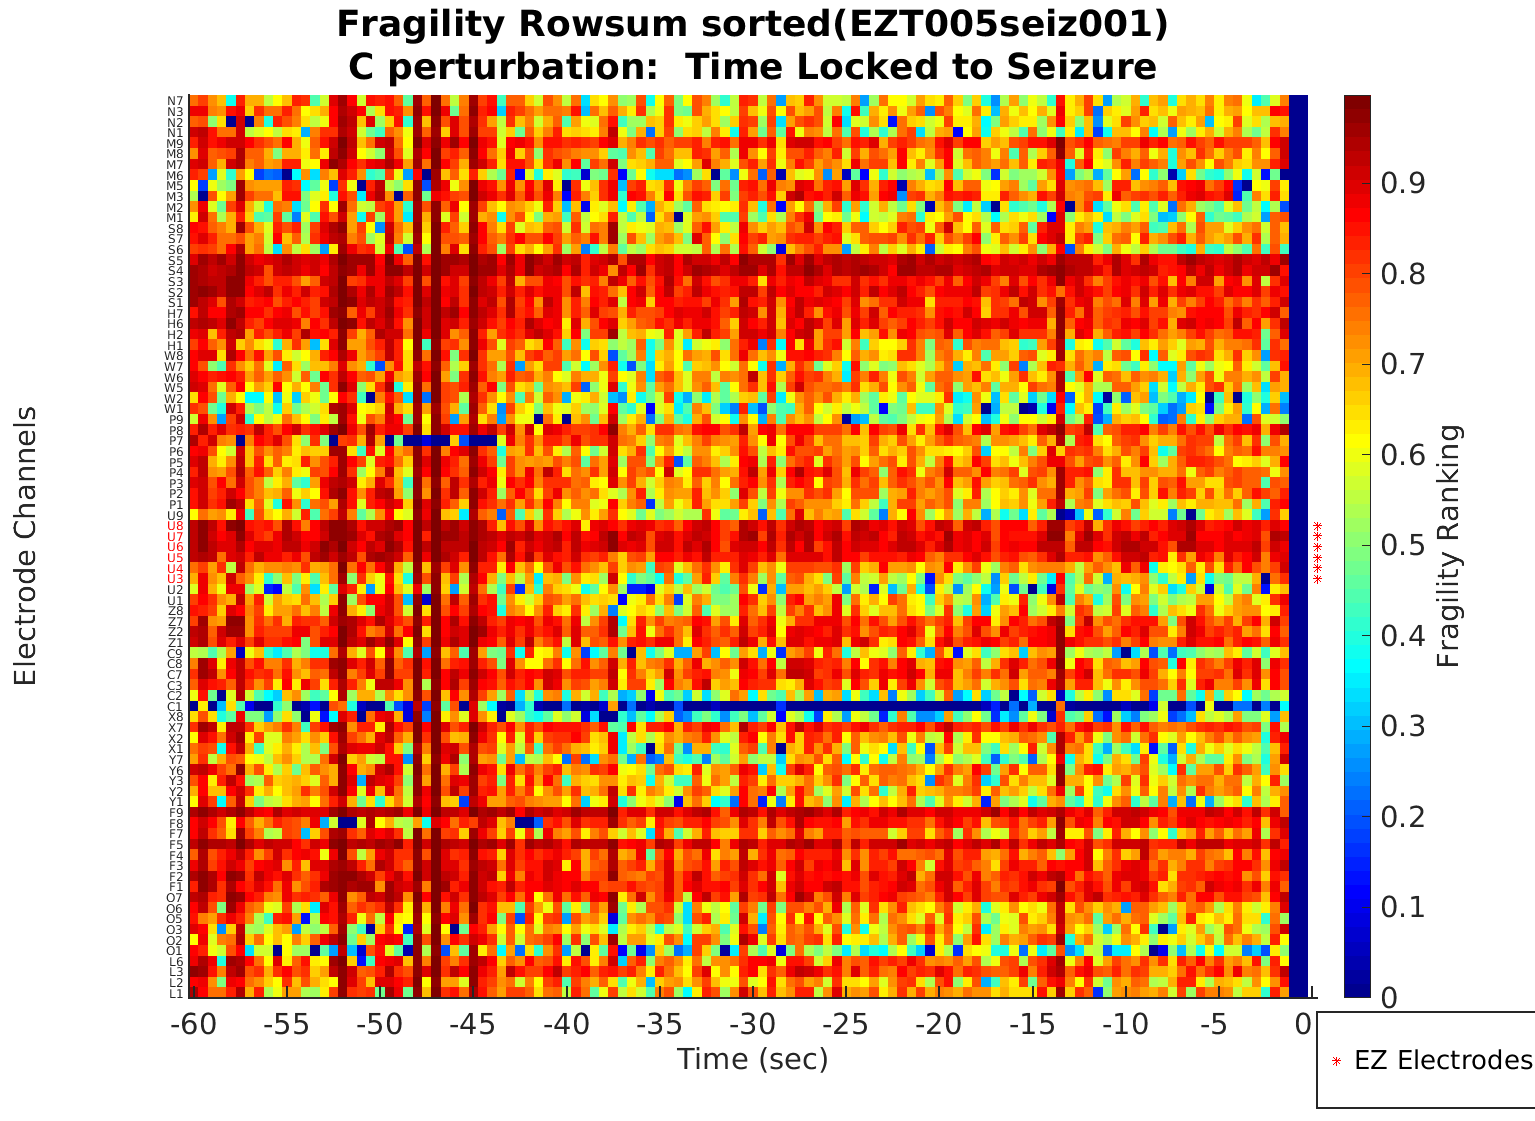 Fragility Rowsum sorted(EZT005seiz001)
C perturbation:  Time Locked to Seizure
Electrode Channels
N7
N3
N2
N1
M9
M8
M7
M6
M5
M3
M2
M1
S8
S7
S6
S5
S4
S3
S2
S1
H7
H6
H2
H1
W8
W7
W6
W5
W2
W1
P9
P8
P7
P6
P5
P4
P3
P2
P1
U9
U8
U7
U6
U5
U4
U3
U2
U1
Z8
Z7
Z2
Z1
C9
C8
C7
C3
C2
C1
X8
X7
X2
X1
Y7
Y6
Y3
Y2
Y1
F9
F8
F7
F5
F4
F3
F2
F1
O7
O6
O5
O3
O2
O1
L6
L3
L2
L1
-60 -55 -50 -45 -40 -35 -30 -25 -20 -15 -10 -5 0
Time (sec)
0.9
0.8
0.7
0.6
0.5
0.4
0.3
0.2
0.1
0
Fragility Ranking
EZ Electrodes